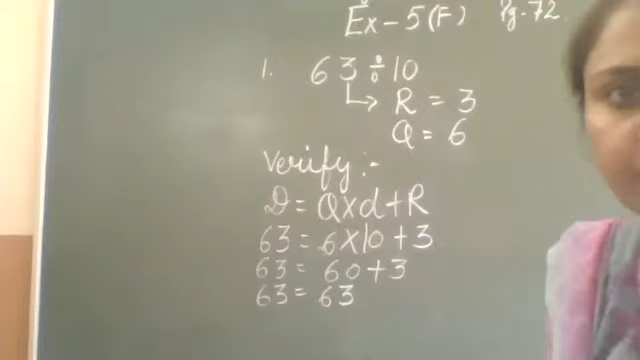 Ex - 5 (F) Pg. 72
1. 63 ÷ 10
↳ R = 3
Q = 6
Verify :-
D = Q x d + R
63 = 6 x 10 + 3
63 = 60 + 3
63 = 63